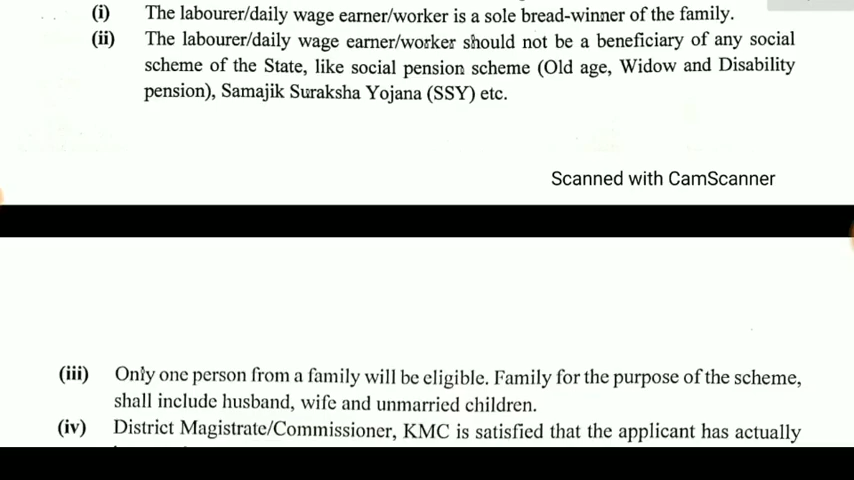 (i) The labourer/daily wage earner/worker is a sole bread-winner of the family.
(ii) The labourer/daily wage earner/worker should not be a beneficiary of any social
scheme of the State, like social pension scheme (Old age, Widow and Disability
pension), Samajik Suraksha Yojana (SSY) etc.
Scanned with CamScanner
(iii) Only one person from a family will be eligible. Family for the purpose of the scheme,
shall include husband, wife and unmarried children.
(iv) District Magistrate/Commissioner, KMC is satisfied that the applicant has actually